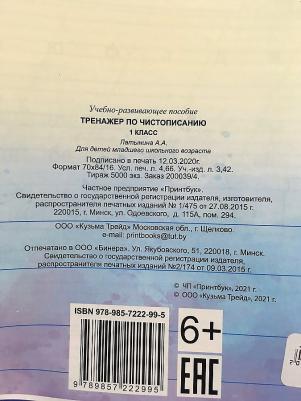 Учебно-развивающее пособие
ТРЕНАЖЕР ПО ЧИСТОПИСАНИЮ
1 КЛАСС
Латынина А.А.
Для детей младшего школьного возраста
Подписано в печать 12.03.2020г.
Формат 70х84/16. Усл. печ. л. 4,66. Уч.-изд. л. 3,42.
Тираж 5000 экз. Заказ 200039/4.
Частное предприятие «Принтбук».
Свидетельство о государственной регистрации издателя, изготовителя,
распространителя печатных изданий № 1/475 от 27.08.2015 г.
220015, г. Минск, ул. Одоевского, д. 115А, пом. 294.
ООО «Кузьма Трейд» Московская обл., г. Щелково.
e-mail: printbooks@tut.by
Отпечатано в ООО «Бинера». Ул. Якубовского, 51, 220018, г. Минск.
Свидетельство о государственной регистрации издателя,
распространителя печатных изданий №2/174 от 09.03.2015 г.
© ЧП «Принтбук», 2021 г.
© ООО «Кузьма Трейд», 2021 г.
ISBN 978-985-7222-99-5
9 789857 222995
6+
EAC